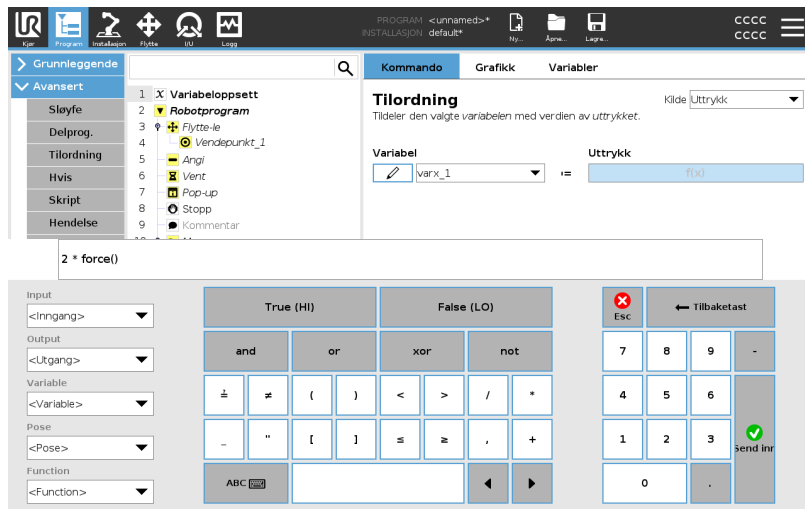 PROGRAM <unnamed>*
INSTALLASJON default*
CCCC
CCCC
Kjør Program Installasjon Flytte I/U Logg Ny... Åpne... Lagre...
Grunnleggende
Avansert
Sløyfe
Delprog.
Tilordning
Hvis
Skript
Hendelse
1 X Variabeloppsett
2 Robotprogram
3 Flytte-le
4 Vendepunkt_1
5 Angi
6 Vent
7 Pop-up
8 Stopp
9 Kommentar
Kommando Grafikk Variabler
Tilordning
Kilde Uttrykk
Tildeler den valgte variabelen med verdien av uttrykket.
Variabel Uttrykk
varx_1 := f(x)
2 * force()
Input
<Inngang>
Output
<Utgang>
Variable
<Variable>
Pose
<Pose>
Function
<Function>
True (HI) False (LO)
and or xor not
≟ ≠ ( ) < > / *
_ " [ ] ≤ ≥ , +
ABC
Esc Tilbaketast
7 8 9 -
4 5 6
1 2 3 Send inn
0 .